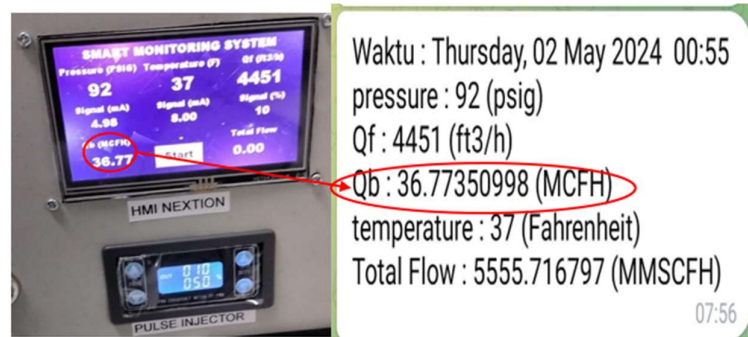 SMART MONITORING SYSTEM
Pressure (PSIG) Temperature (F) Qf (ft3/h)
92 37 4451
Signal (mA) Signal (mA) Signal (%)
4.98 8.00 10
Qb (MCFH) Total Flow
36.77 Start 0.00
HMI NEXTION
010
050
PULSE INJECTOR
Waktu : Thursday, 02 May 2024 00:55
pressure : 92 (psig)
Qf : 4451 (ft3/h)
Qb : 36.77350998 (MCFH)
temperature : 37 (Fahrenheit)
Total Flow : 5555.716797 (MMSCFH)
07:56